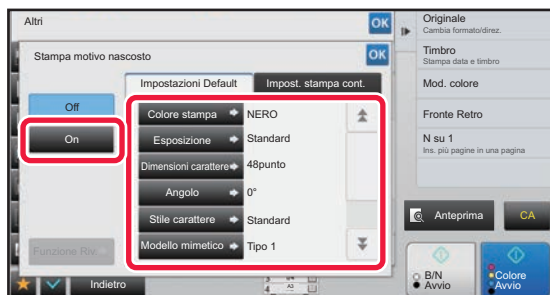 Altri
OK
Stampa motivo nascosto
OK
Impostazioni Default
Impost. stampa cont.
Off
On
Colore stampa
NERO
Esposizione
Standard
Dimensioni carattere
48punto
Angolo
0°
Stile carattere
Standard
Modello mimetico
Tipo 1
Funzione Riv.
Indietro
Originale
Cambia formato/direz.
Timbro
Stampa data e timbro
Mod. colore
Fronte Retro
N su 1
Ins. più pagine in una pagina
Anteprima
CA
B/N
Avvio
Colore
Avvio